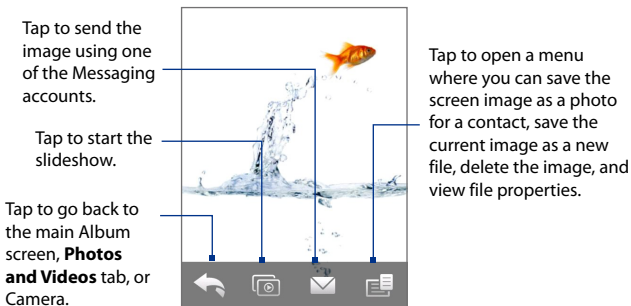 Tap to send the
image using one
of the Messaging
accounts.
Tap to start the
slideshow.
Tap to go back to
the main Album
screen, Photos
and Videos tab, or
Camera.
Tap to open a menu
where you can save the
screen image as a photo
for a contact, save the
current image as a new
file, delete the image, and
view file properties.